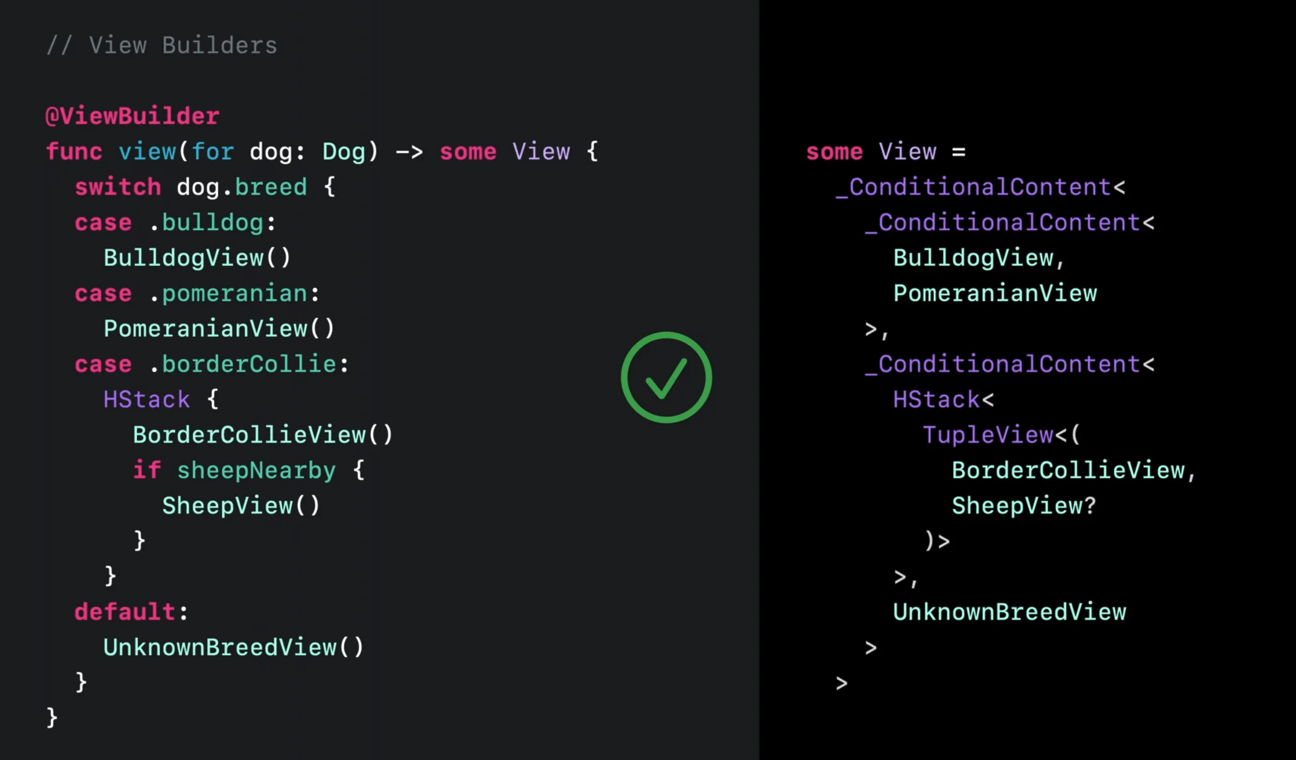 // View Builders
@ViewBuilder
func view(for dog: Dog) -> some View {
switch dog.breed {
case .bulldog:
BulldogView()
case .pomeranian:
PomeranianView()
case .borderCollie:
HStack {
BorderCollieView()
if sheepNearby {
SheepView()
}
}
default:
UnknownBreedView()
}
}
some View =
_ConditionalContent<
_ConditionalContent<
BulldogView,
PomeranianView
>,
_ConditionalContent<
HStack<
TupleView<(
BorderCollieView,
SheepView?
)>
>,
UnknownBreedView
>
>